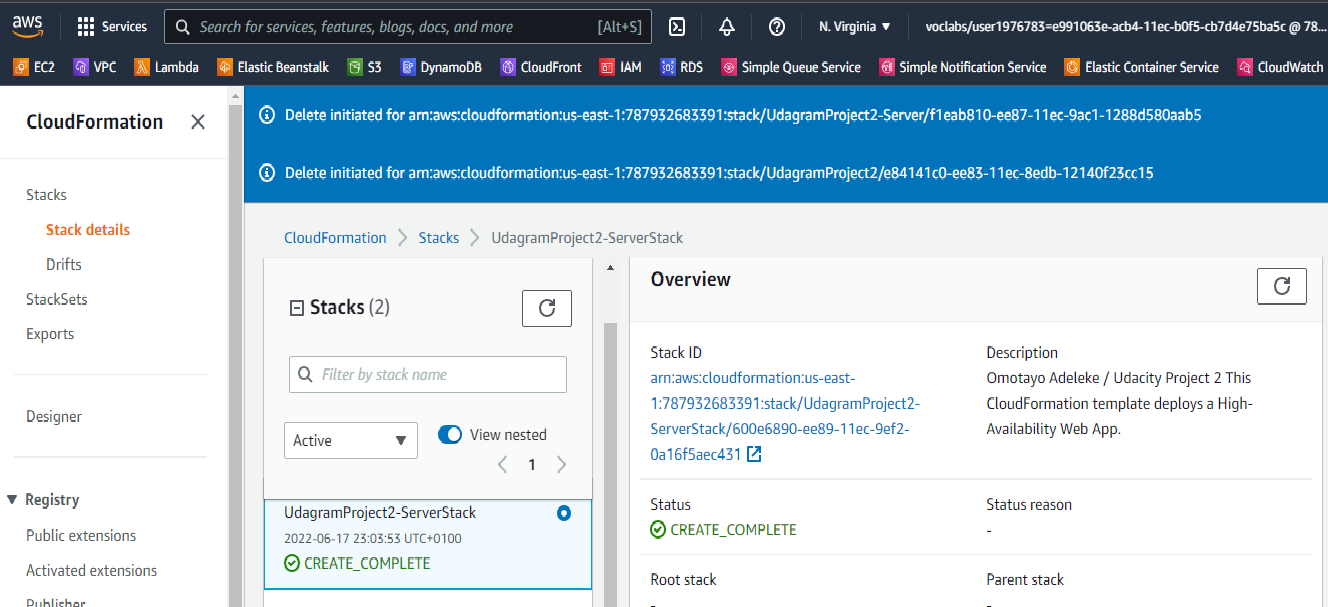 aws
Services
Search for services, features, blogs, docs, and more
[Alt+S]
N. Virginia ▼
voclabs/user1976783=e991063e-acb4-11ec-b0f5-cb7d4e75ba5c @ 78...
EC2
VPC
Lambda
Elastic Beanstalk
S3
DynamoDB
CloudFront
IAM
RDS
Simple Queue Service
Simple Notification Service
Elastic Container Service
CloudWatch
CloudFormation
Stacks
Stack details
Drifts
StackSets
Exports
Designer
Registry
Public extensions
Activated extensions
Publisher
Delete initiated for arn:aws:cloudformation:us-east-1:787932683391:stack/UdagramProject2-Server/f1eab810-ee87-11ec-9ac1-1288d580aab5
Delete initiated for arn:aws:cloudformation:us-east-1:787932683391:stack/UdagramProject2/e84141c0-ee83-11ec-8edb-12140f23cc15
CloudFormation > Stacks > UdagramProject2-ServerStack
Stacks (2)
Filter by stack name
Active
View nested
1
UdagramProject2-ServerStack
2022-06-17 23:03:53 UTC+0100
CREATE_COMPLETE
Overview
Stack ID
arn:aws:cloudformation:us-east-
1:787932683391:stack/UdagramProject2-
ServerStack/600e6890-ee89-11ec-9ef2-
0a16f5aec431
Description
Omotayo Adeleke / Udacity Project 2 This
CloudFormation template deploys a High-
Availability Web App.
Status
CREATE_COMPLETE
Status reason
-
Root stack
-
Parent stack
-